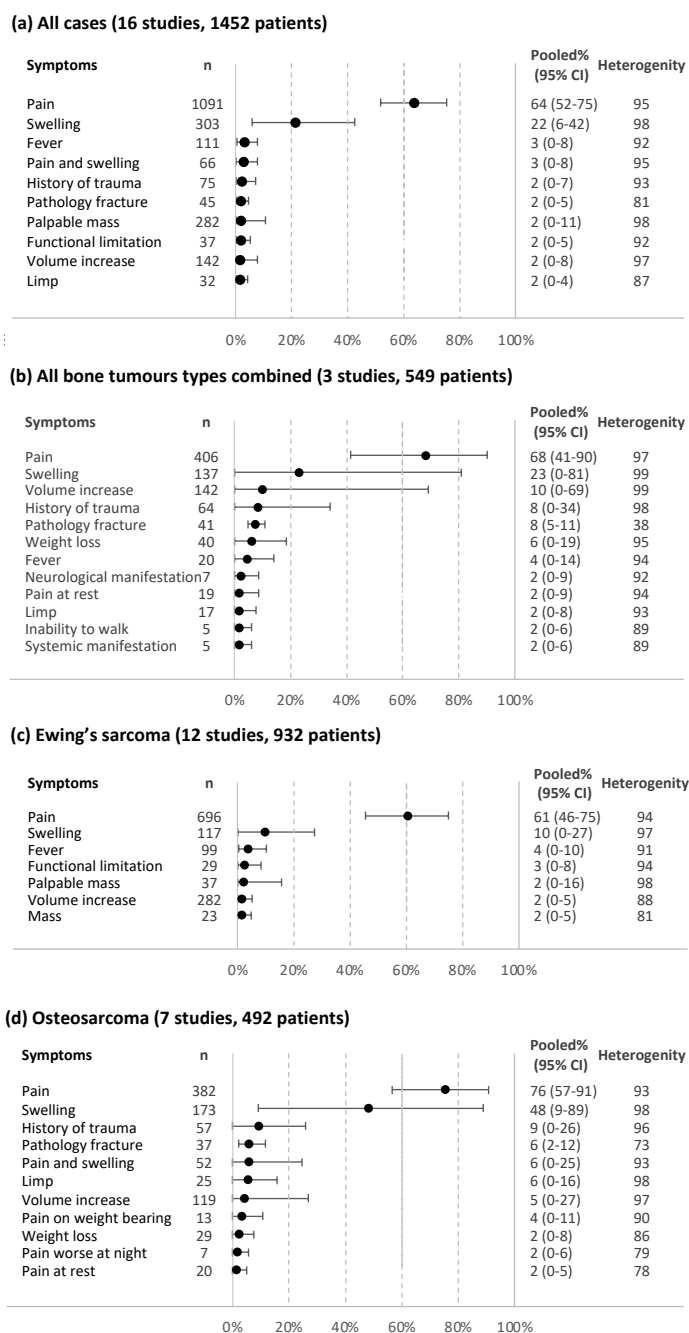 (a) All cases (16 studies, 1452 patients)
Symptoms n Pooled% (95% CI) Heterogenity
Pain 1091 64 (52-75) 95
Swelling 303 22 (6-42) 98
Fever 111 3 (0-8) 92
Pain and swelling 66 3 (0-8) 95
History of trauma 75 2 (0-7) 93
Pathology fracture 45 2 (0-5) 81
Palpable mass 282 2 (0-11) 98
Functional limitation 37 2 (0-5) 92
Volume increase 142 2 (0-8) 97
Limp 32 2 (0-4) 87
0% 20% 40% 60% 80% 100%
(b) All bone tumours types combined (3 studies, 549 patients)
Symptoms n Pooled% (95% CI) Heterogenity
Pain 406 68 (41-90) 97
Swelling 137 23 (0-81) 99
Volume increase 142 10 (0-69) 99
History of trauma 64 8 (0-34) 98
Pathology fracture 41 8 (5-11) 38
Weight loss 40 6 (0-19) 95
Fever 20 4 (0-14) 94
Neurological manifestation 7 2 (0-9) 92
Pain at rest 19 2 (0-9) 94
Limp 17 2 (0-8) 93
Inability to walk 5 2 (0-6) 89
Systemic manifestation 5 2 (0-6) 89
0% 20% 40% 60% 80% 100%
(c) Ewing’s sarcoma (12 studies, 932 patients)
Symptoms n Pooled% (95% CI) Heterogenity
Pain 696 61 (46-75) 94
Swelling 117 10 (0-27) 97
Fever 99 4 (0-10) 91
Functional limitation 29 3 (0-8) 94
Palpable mass 37 2 (0-16) 98
Volume increase 282 2 (0-5) 88
Mass 23 2 (0-5) 81
0% 20% 40% 60% 80% 100%
(d) Osteosarcoma (7 studies, 492 patients)
Symptoms n Pooled% (95% CI) Heterogenity
Pain 382 76 (57-91) 93
Swelling 173 48 (9-89) 98
History of trauma 57 9 (0-26) 96
Pathology fracture 37 6 (2-12) 73
Pain and swelling 52 6 (0-25) 93
Limp 25 6 (0-16) 98
Volume increase 119 5 (0-27) 97
Pain on weight bearing 13 4 (0-11) 90
Weight loss 29 2 (0-8) 86
Pain worse at night 7 2 (0-6) 79
Pain at rest 20 2 (0-5) 78
0% 20% 40% 60% 80% 100%